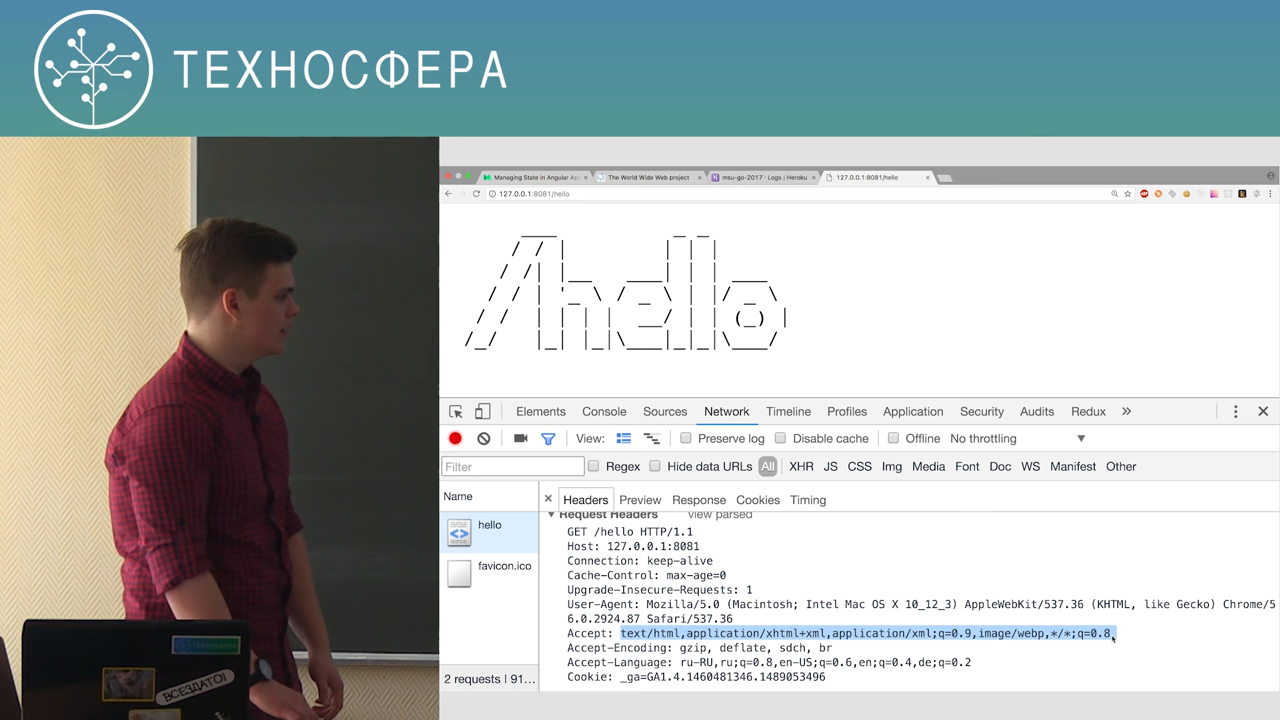 ТЕХНОСФЕРА
Managing State in Angular Ap
The World Wide Web project
msu-go-2017 · Logs | Heroku
127.0.0.1:8081/hello
127.0.0.1:8081/hello
/hello
Elements Console Sources Network Timeline Profiles Application Security Audits Redux »
View: Preserve log Disable cache Offline No throttling
Filter Regex Hide data URLs All XHR JS CSS Img Media Font Doc WS Manifest Other
Name
× Headers Preview Response Cookies Timing
Request Headers view parsed
hello
favicon.ico
GET /hello HTTP/1.1
Host: 127.0.0.1:8081
Connection: keep-alive
Cache-Control: max-age=0
Upgrade-Insecure-Requests: 1
User-Agent: Mozilla/5.0 (Macintosh; Intel Mac OS X 10_12_3) AppleWebKit/537.36 (KHTML, like Gecko) Chrome/5
6.0.2924.87 Safari/537.36
Accept: text/html,application/xhtml+xml,application/xml;q=0.9,image/webp,*/*;q=0.8
Accept-Encoding: gzip, deflate, sdch, br
Accept-Language: ru-RU,ru;q=0.8,en-US;q=0.6,en;q=0.4,de;q=0.2
Cookie: _ga=GA1.4.1460481346.1489053496
2 requests | 91...
ВСЕЗДАТО!